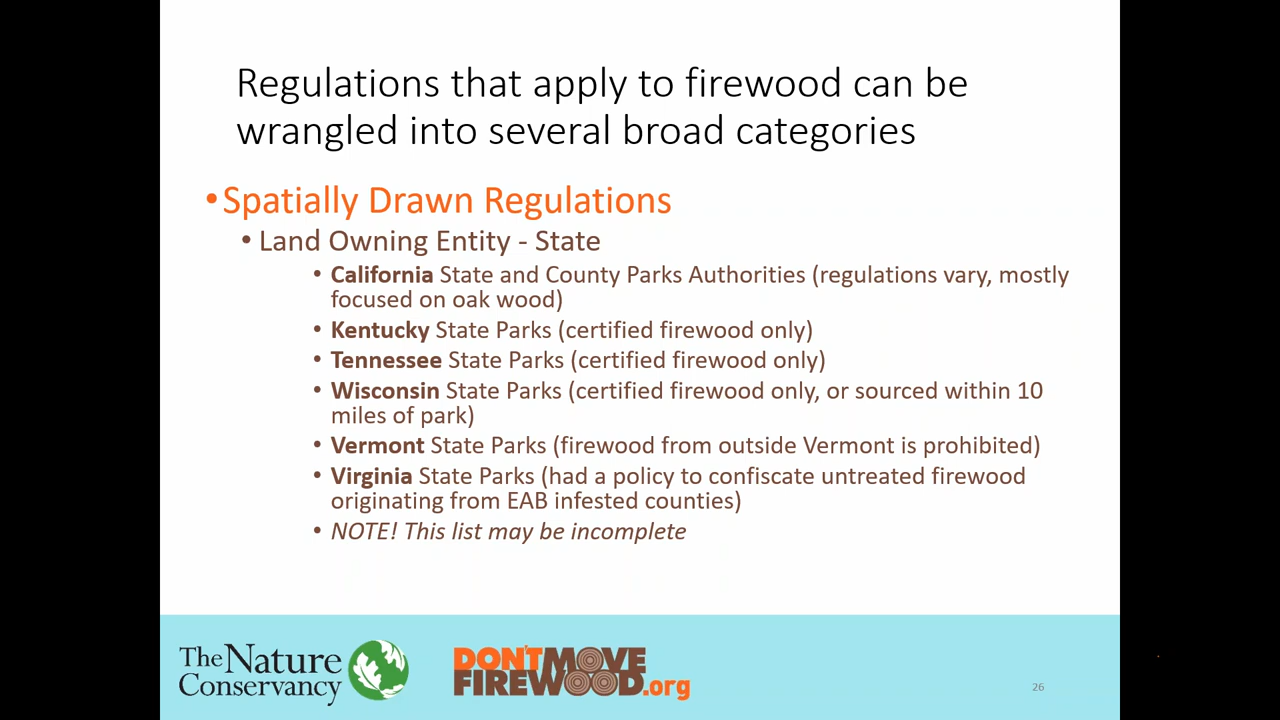 Regulations that apply to firewood can be
wrangled into several broad categories
•Spatially Drawn Regulations
• Land Owning Entity - State
• California State and County Parks Authorities (regulations vary, mostly
focused on oak wood)
• Kentucky State Parks (certified firewood only)
• Tennessee State Parks (certified firewood only)
• Wisconsin State Parks (certified firewood only, or sourced within 10
miles of park)
• Vermont State Parks (firewood from outside Vermont is prohibited)
• Virginia State Parks (had a policy to confiscate untreated firewood
originating from EAB infested counties)
• NOTE! This list may be incomplete
The Nature
Conservancy
DON'T MOVE
FIREWOOD.org
26